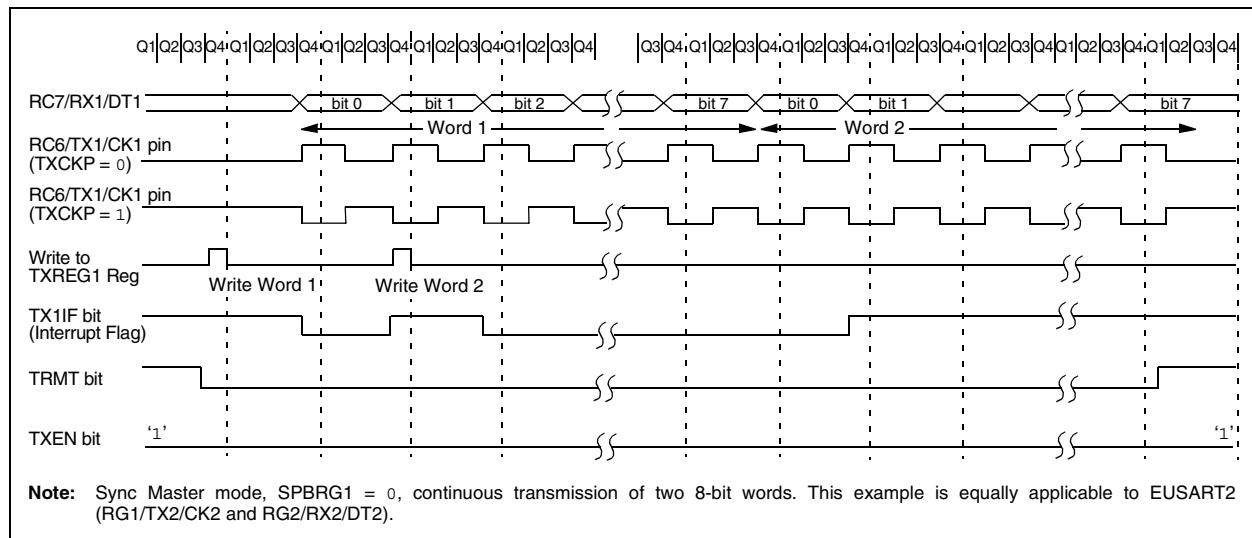 Q1 Q2 Q3 Q4 Q1 Q2 Q3 Q4 Q1 Q2 Q3 Q4 Q1 Q2 Q3 Q4 Q1 Q2 Q3 Q4 Q3 Q4 Q1 Q2 Q3 Q4 Q1 Q2 Q3 Q4 Q1 Q2 Q3 Q4 Q1 Q2 Q3 Q4 Q1 Q2 Q3 Q4 Q1 Q2 Q3 Q4
RC7/RX1/DT1 bit 0 bit 1 bit 2 bit 7 bit 0 bit 1 bit 7
Word 1 Word 2
RC6/TX1/CK1 pin
(TXCKP = 0)
RC6/TX1/CK1 pin
(TXCKP = 1)
Write to
TXREG1 Reg
Write Word 1 Write Word 2
TX1IF bit
(Interrupt Flag)
TRMT bit
TXEN bit '1' '1'
Note: Sync Master mode, SPBRG1 = 0, continuous transmission of two 8-bit words. This example is equally applicable to EUSART2
(RG1/TX2/CK2 and RG2/RX2/DT2).